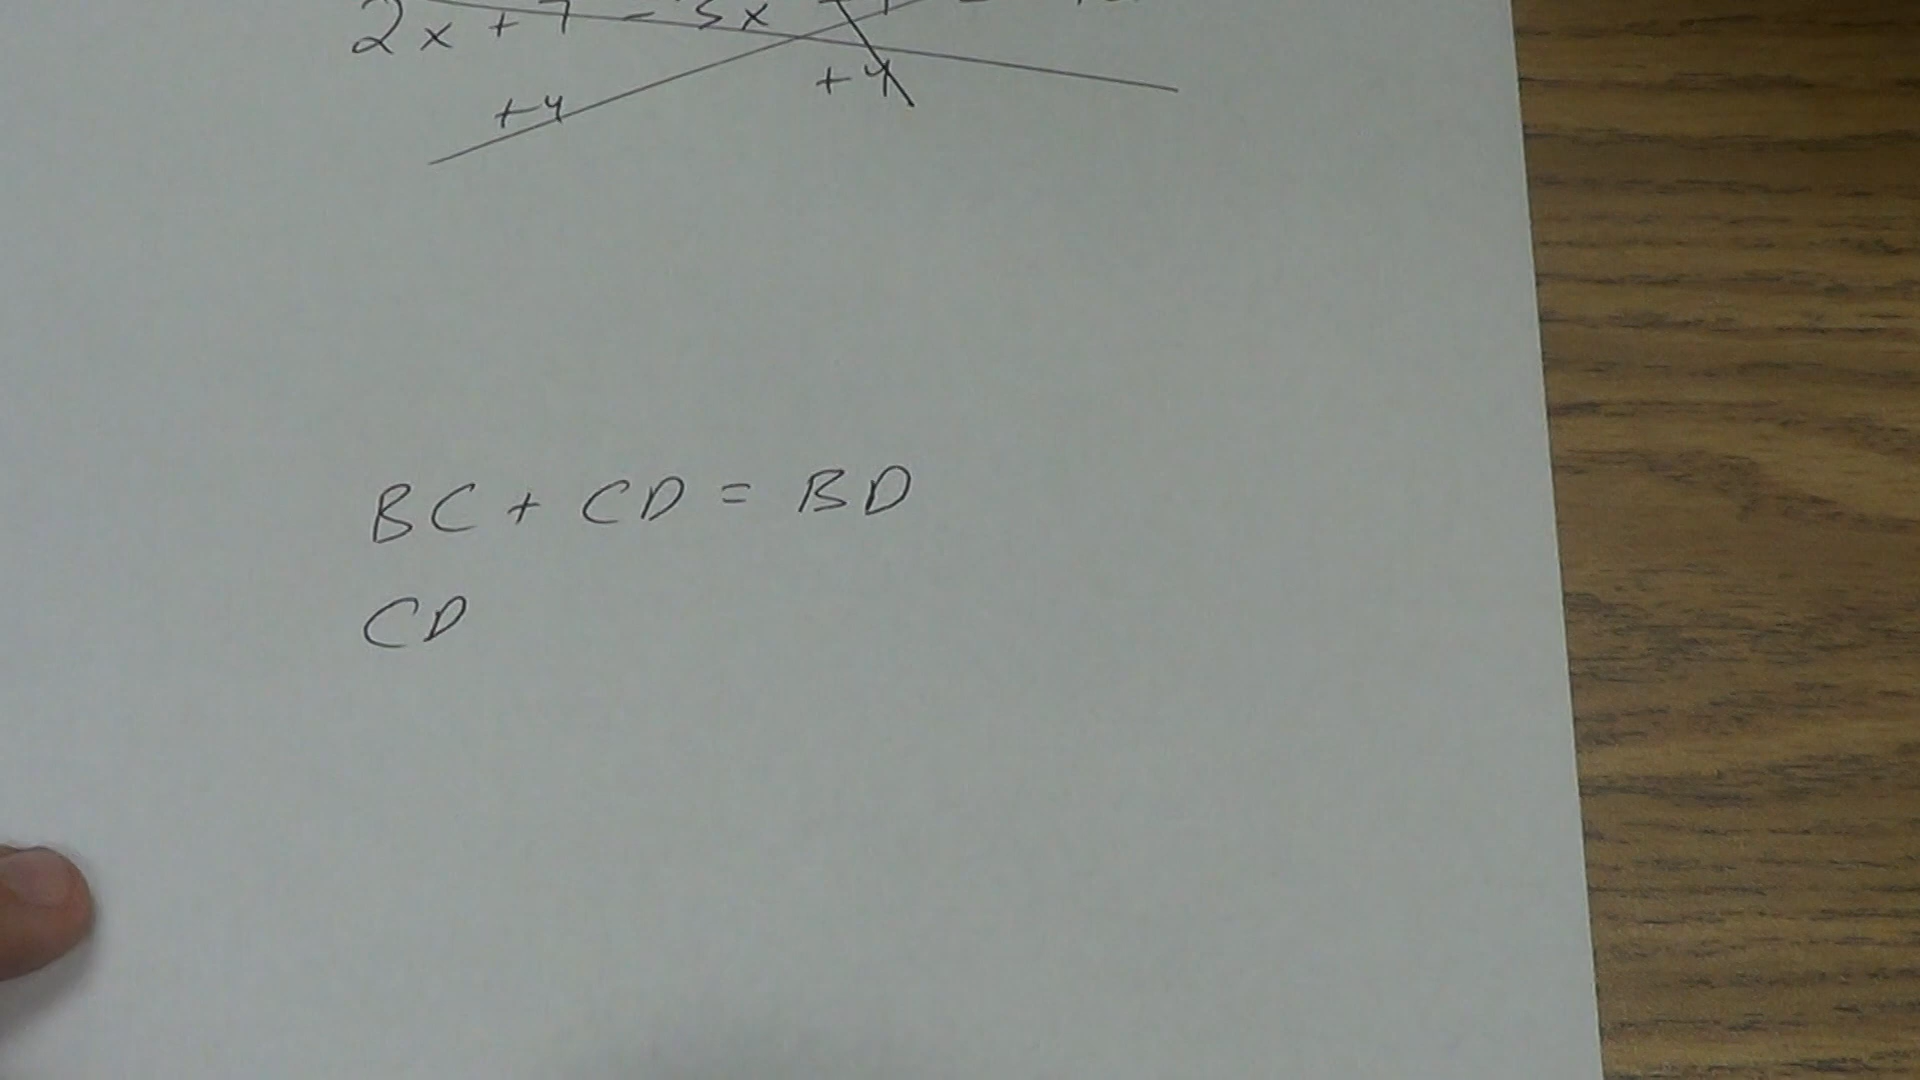 2x + 7 = 5x
+4 +4
BC + CD = BD
CD